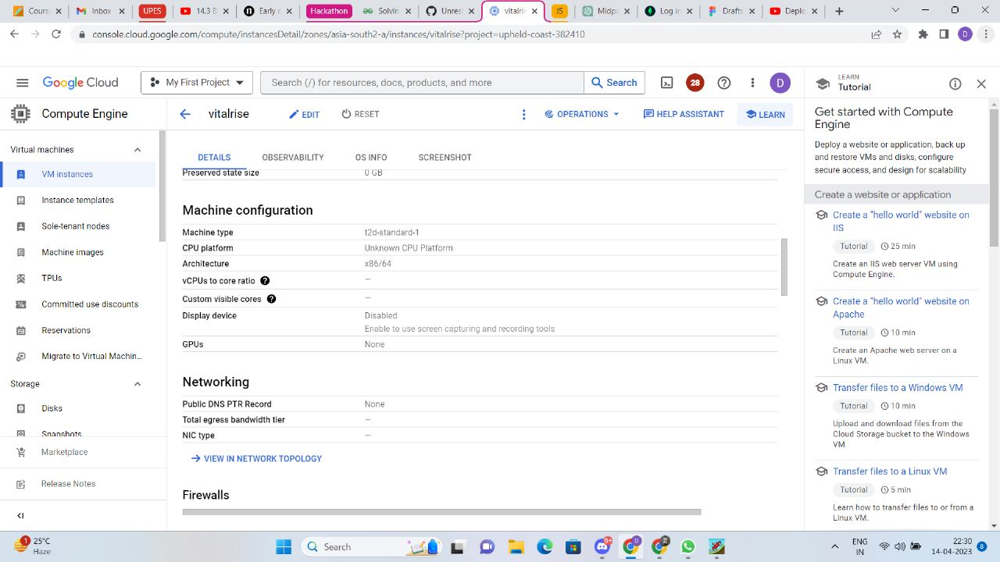 Course
M Inbox
UPES
14.3 B
Early
Hackathon
Solvin
Unrest
vitalrise
JS
Midpo
Log in
Drafts
Deplo
console.cloud.google.com/compute/instancesDetail/zones/asia-south2-a/instances/vitalrise?project=upheld-coast-382410
D
Google Cloud
My First Project
Search (/) for resources, docs, products, and more
Search
28
D
LEARN
Tutorial
Compute Engine
vitalrise
EDIT
RESET
OPERATIONS
HELP ASSISTANT
LEARN
Virtual machines
VM instances
Instance templates
Sole-tenant nodes
Machine images
TPUs
Committed use discounts
Reservations
Migrate to Virtual Machin...
Storage
Disks
Snapshots
Marketplace
Release Notes
DETAILS
OBSERVABILITY
OS INFO
SCREENSHOT
Preserved state size 0 GB
Machine configuration
Machine type t2d-standard-1
CPU platform Unknown CPU Platform
Architecture x86/64
vCPUs to core ratio —
Custom visible cores —
Display device Disabled
Enable to use screen capturing and recording tools
GPUs None
Networking
Public DNS PTR Record None
Total egress bandwidth tier —
NIC type —
VIEW IN NETWORK TOPOLOGY
Firewalls
Get started with Compute
Engine
Deploy a website or application, back up
and restore VMs and disks, configure
secure access, and design for scalability
Create a website or application
Create a "hello world" website on
IIS
Tutorial 25 min
Create an IIS web server VM using
Compute Engine.
Create a "hello world" website on
Apache
Tutorial 10 min
Create an Apache web server on a
Linux VM.
Transfer files to a Windows VM
Tutorial 10 min
Upload and download files from the
Cloud Storage bucket to the Windows
VM
Transfer files to a Linux VM
Tutorial 5 min
Learn how to transfer files to or from a
Linux VM.
1
25°C
Haze
Search
9+
D
ENG
IN
22:30
14-04-2023
8